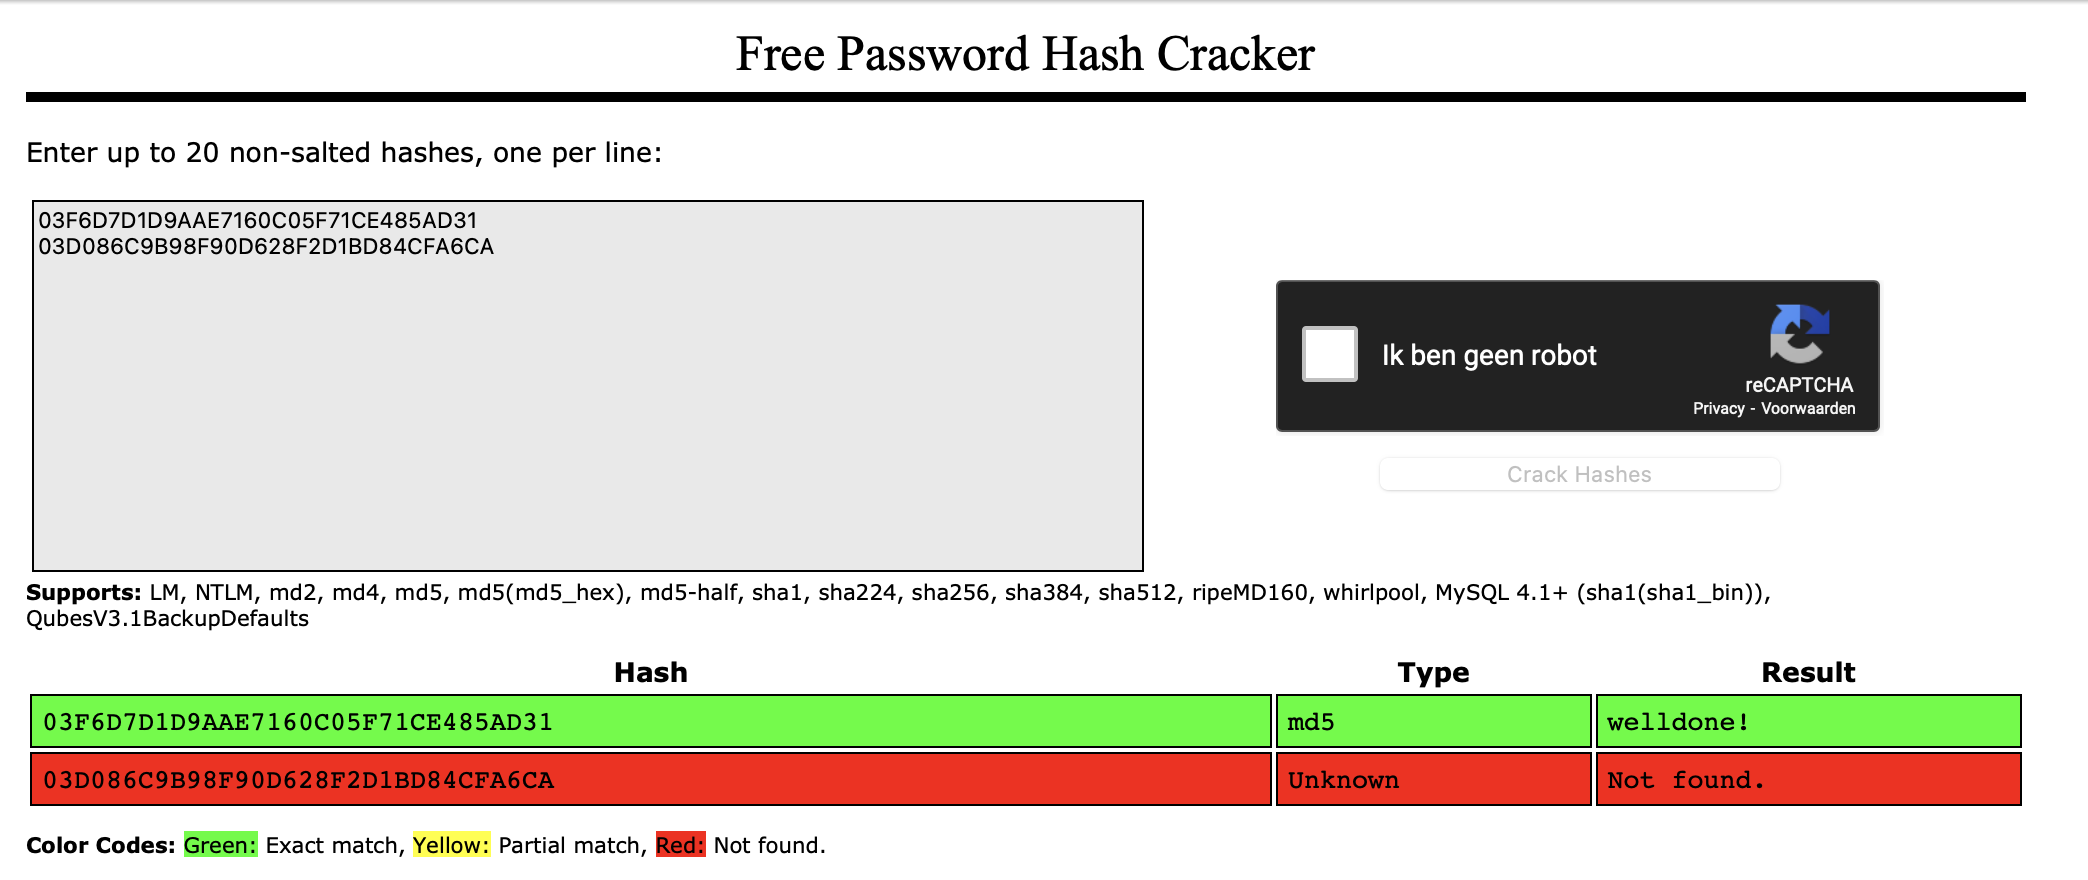 Free Password Hash Cracker
Enter up to 20 non-salted hashes, one per line:
03F6D7D1D9AAE7160C05F71CE485AD31
03D086C9B98F90D628F2D1BD84CFA6CA
Ik ben geen robot
reCAPTCHA
Privacy - Voorwaarden
Crack Hashes
Supports: LM, NTLM, md2, md4, md5, md5(md5_hex), md5-half, sha1, sha224, sha256, sha384, sha512, ripeMD160, whirlpool, MySQL 4.1+ (sha1(sha1_bin)),
QubesV3.1BackupDefaults
Hash Type Result
03F6D7D1D9AAE7160C05F71CE485AD31 md5 welldone!
03D086C9B98F90D628F2D1BD84CFA6CA Unknown Not found.
Color Codes: Green: Exact match, Yellow: Partial match, Red: Not found.